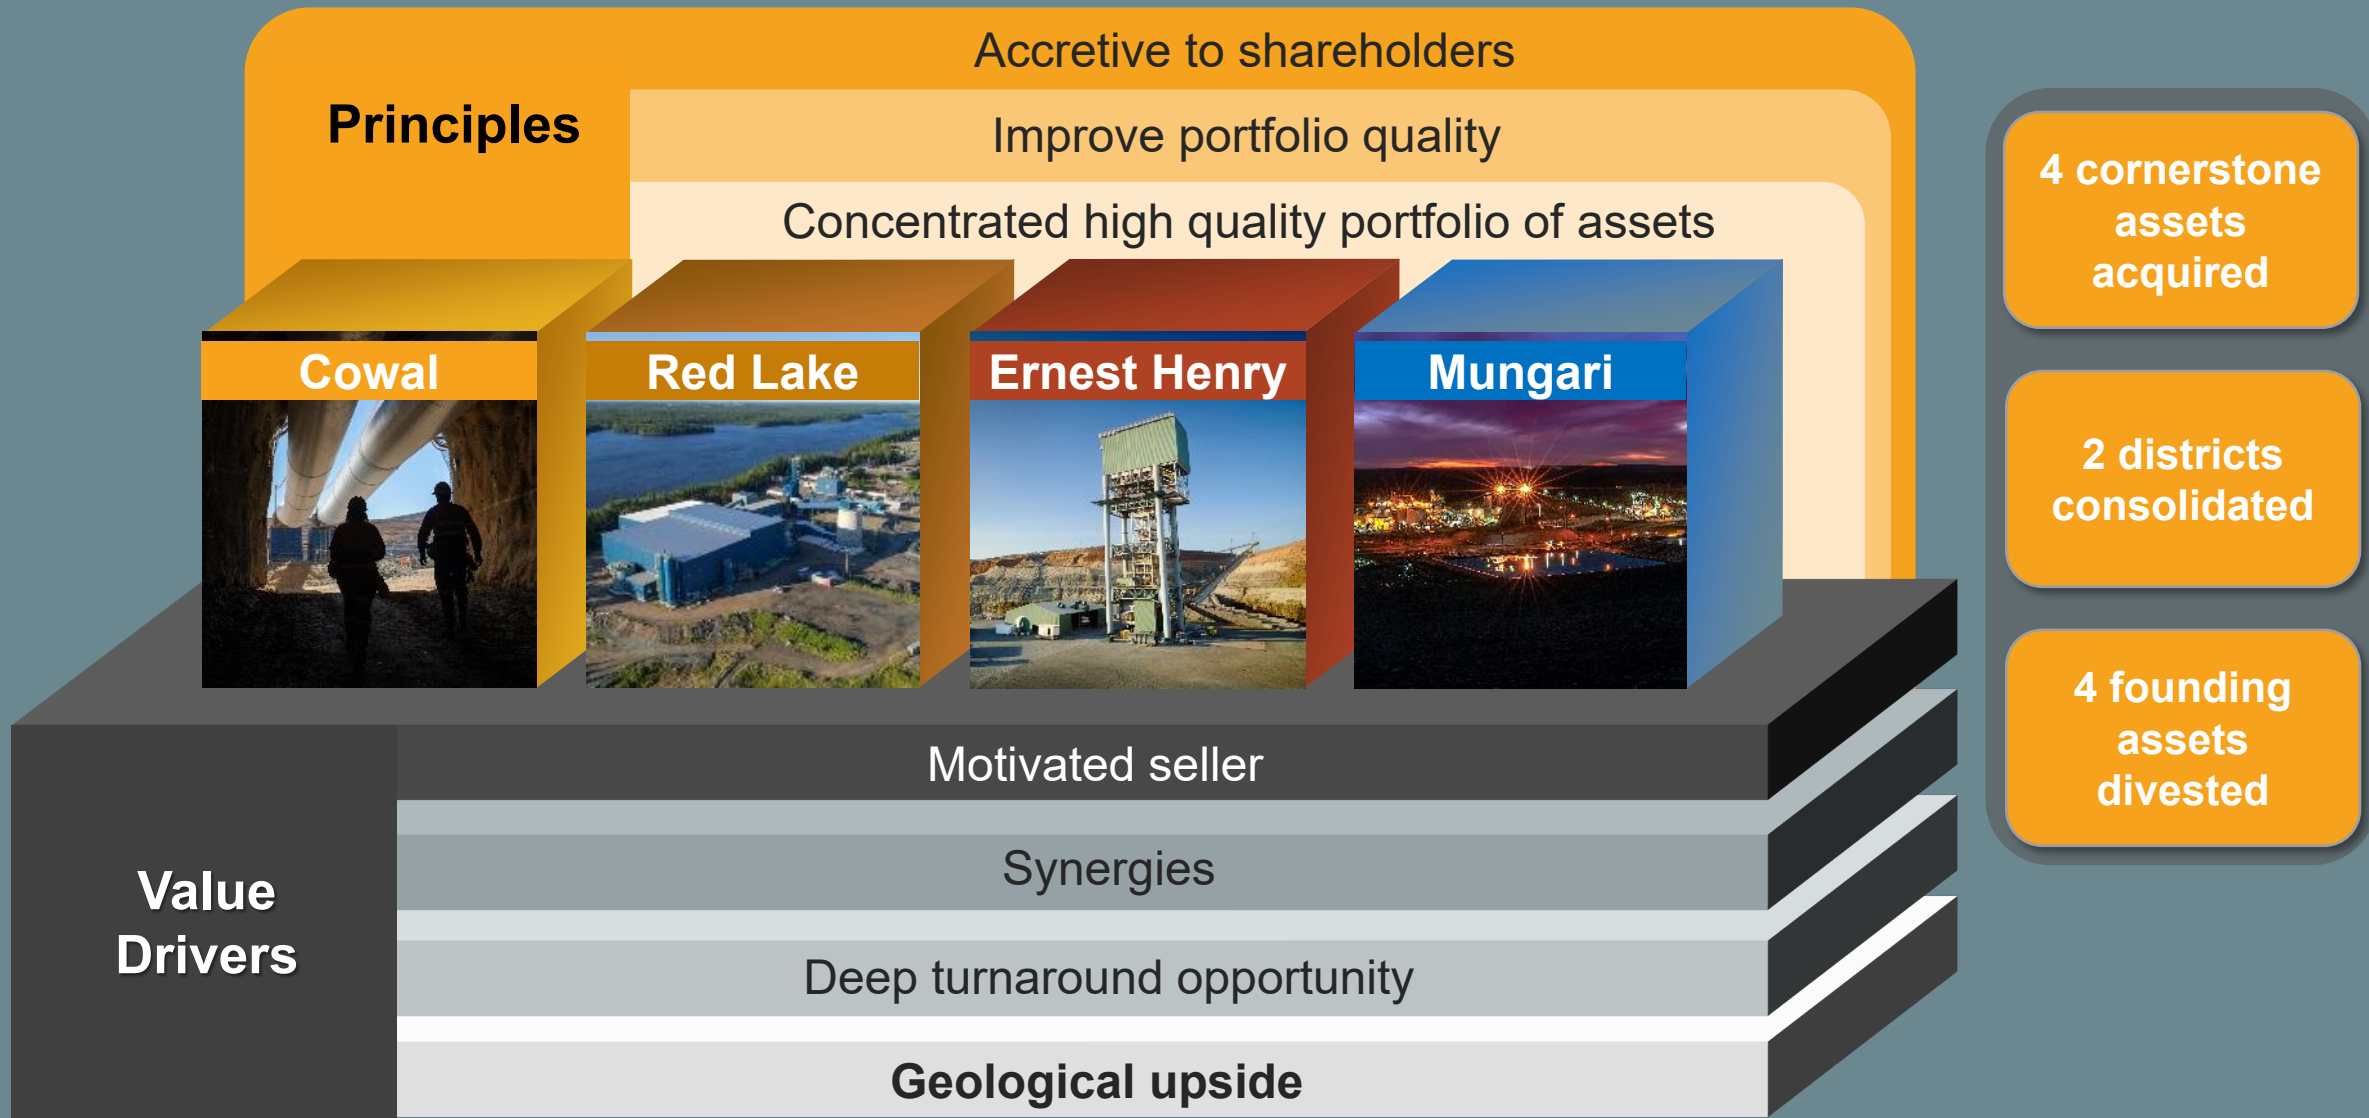 Accretive to shareholders
Principles
Improve portfolio quality
Concentrated high quality portfolio of assets
Cowal
Red Lake
Ernest Henry
Mungari
Motivated seller
Synergies
Deep turnaround opportunity
Geological upside
Value
Drivers
4 cornerstone
assets
acquired
2 districts
consolidated
4 founding
assets
divested